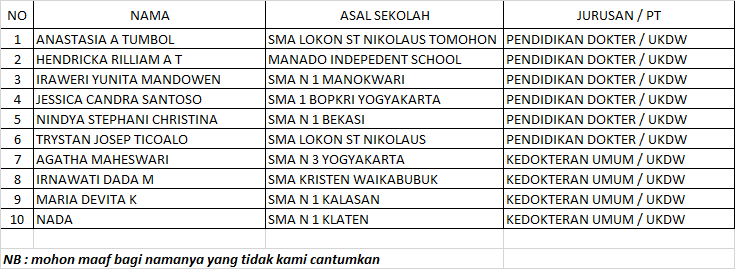 NO NAMA ASAL SEKOLAH JURUSAN / PT
1 ANASTASIA A TUMBOL SMA LOKON ST NIKOLAUS TOMOHON PENDIDIKAN DOKTER / UKDW
2 HENDRICKA RILLIAM A T MANADO INDEPEDENT SCHOOL PENDIDIKAN DOKTER / UKDW
3 IRAWERI YUNITA MANDOWEN SMA N 1 MANOKWARI PENDIDIKAN DOKTER / UKDW
4 JESSICA CANDRA SANTOSO SMA 1 BOPKRI YOGYAKARTA PENDIDIKAN DOKTER / UKDW
5 NINDYA STEPHANI CHRISTINA SMA N 1 BEKASI PENDIDIKAN DOKTER / UKDW
6 TRYSTAN JOSEP TICOALO SMA LOKON ST NIKOLAUS PENDIDIKAN DOKTER / UKDW
7 AGATHA MAHESWARI SMA N 3 YOGYAKARTA KEDOKTERAN UMUM / UKDW
8 IRNAWATI DADA M SMA KRISTEN WAIKABUBUK KEDOKTERAN UMUM / UKDW
9 MARIA DEVITA K SMA N 1 KALASAN KEDOKTERAN UMUM / UKDW
10 NADA SMA N 1 KLATEN KEDOKTERAN UMUM / UKDW
NB : mohon maaf bagi namanya yang tidak kami cantumkan